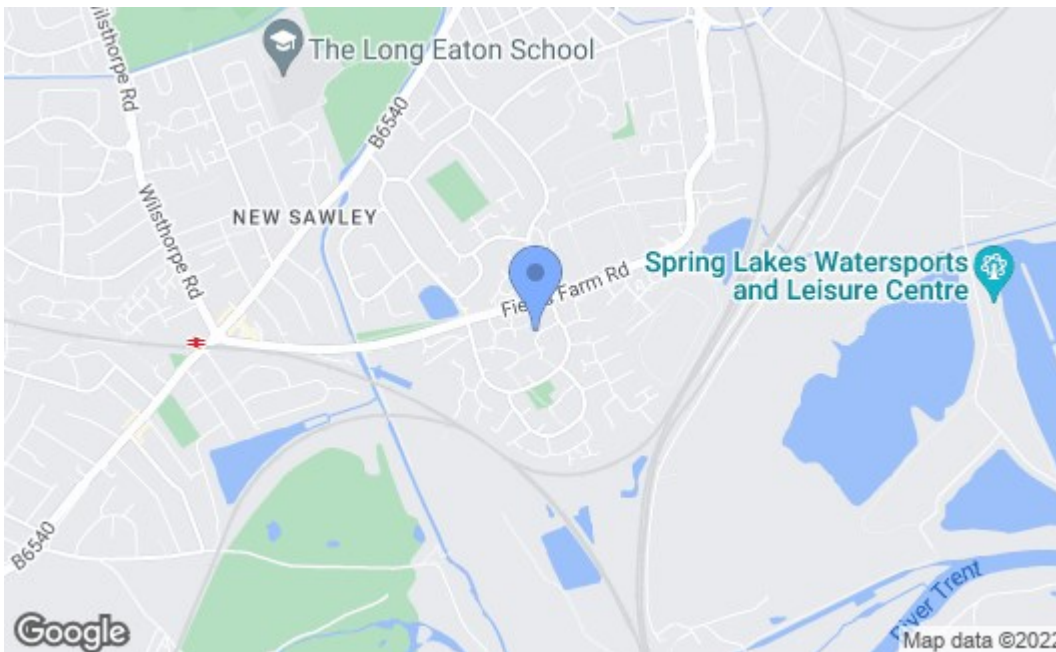 Wilsthorpe Rd
The Long Eaton School
B6540
Wilsthorpe Rd
NEW SAWLEY
Spring Lakes Watersports
and Leisure Centre
Farm Rd
B6540
River Trent
Google
Map data ©2022